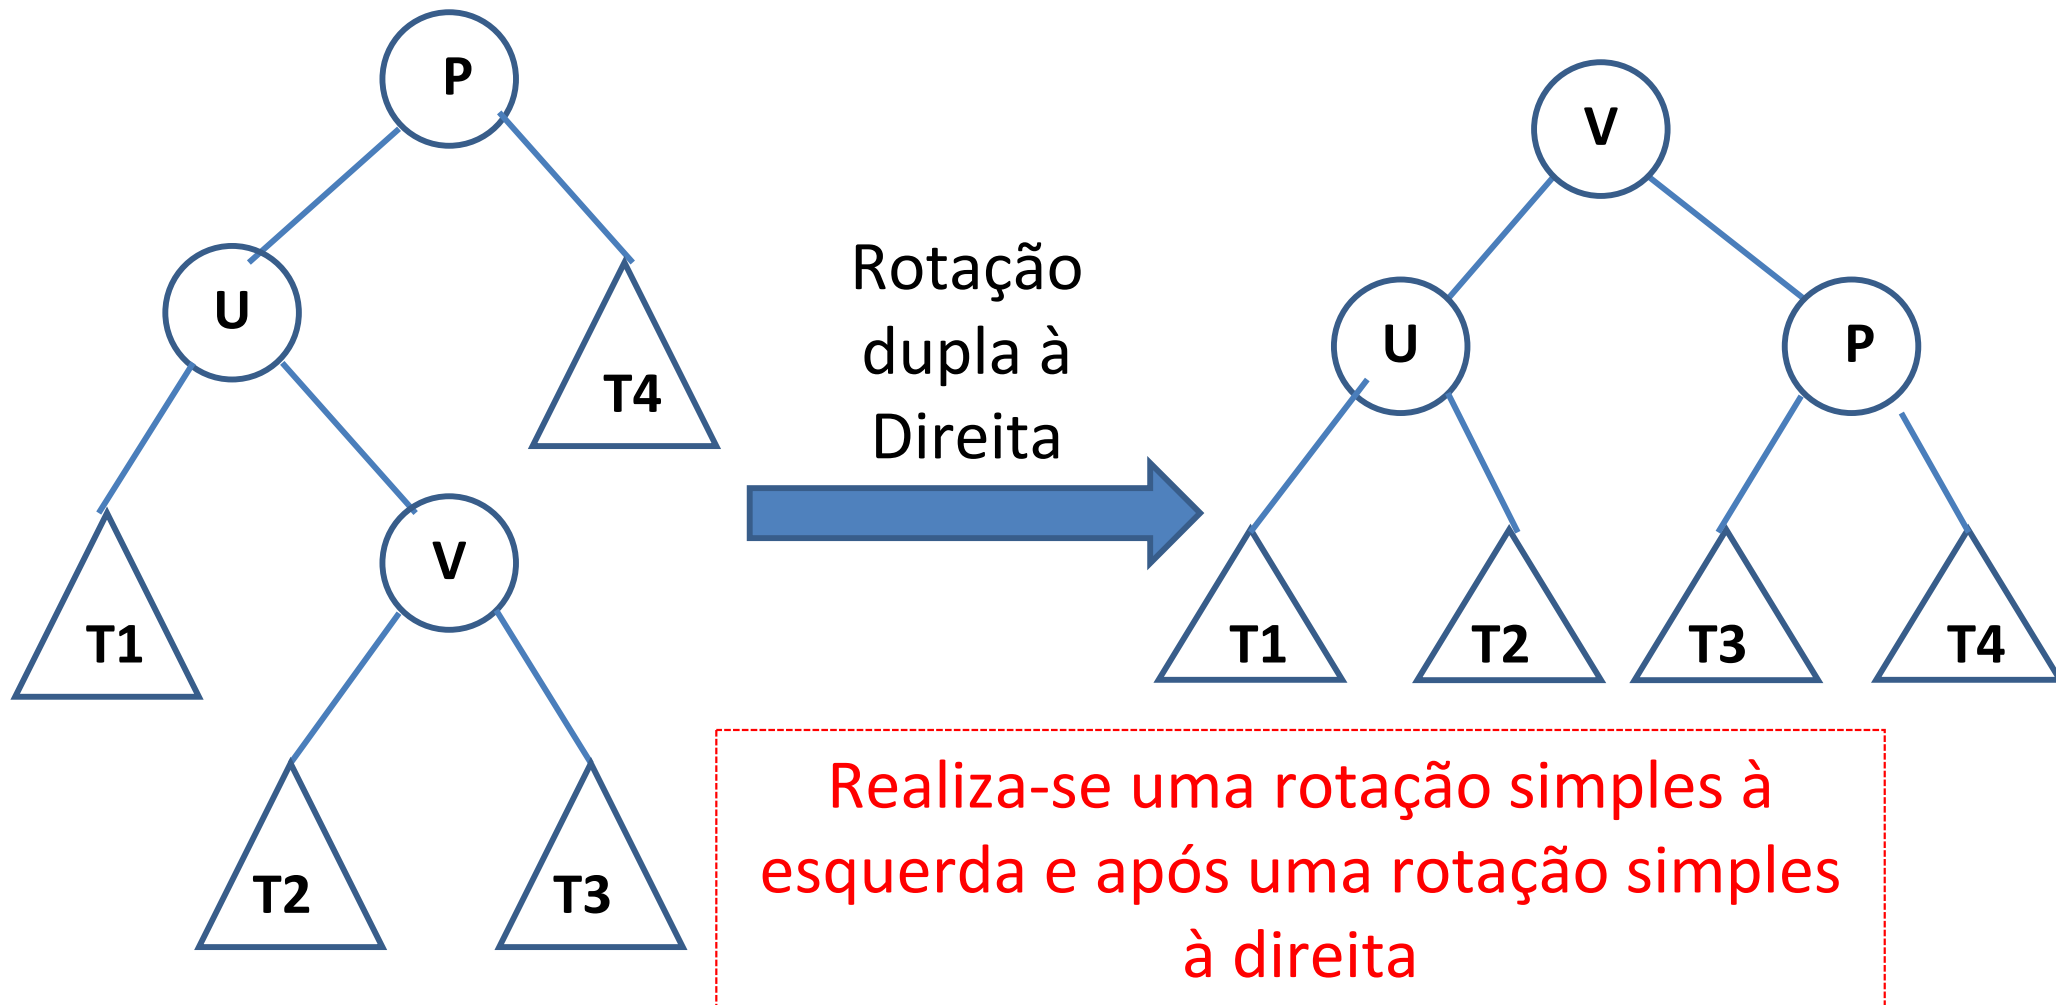 P
U
T4
T1
V
T2
T3
Rotação
dupla à
Direita
V
U
P
T1
T2
T3
T4
Realiza-se uma rotação simples à
esquerda e após uma rotação simples
à direita